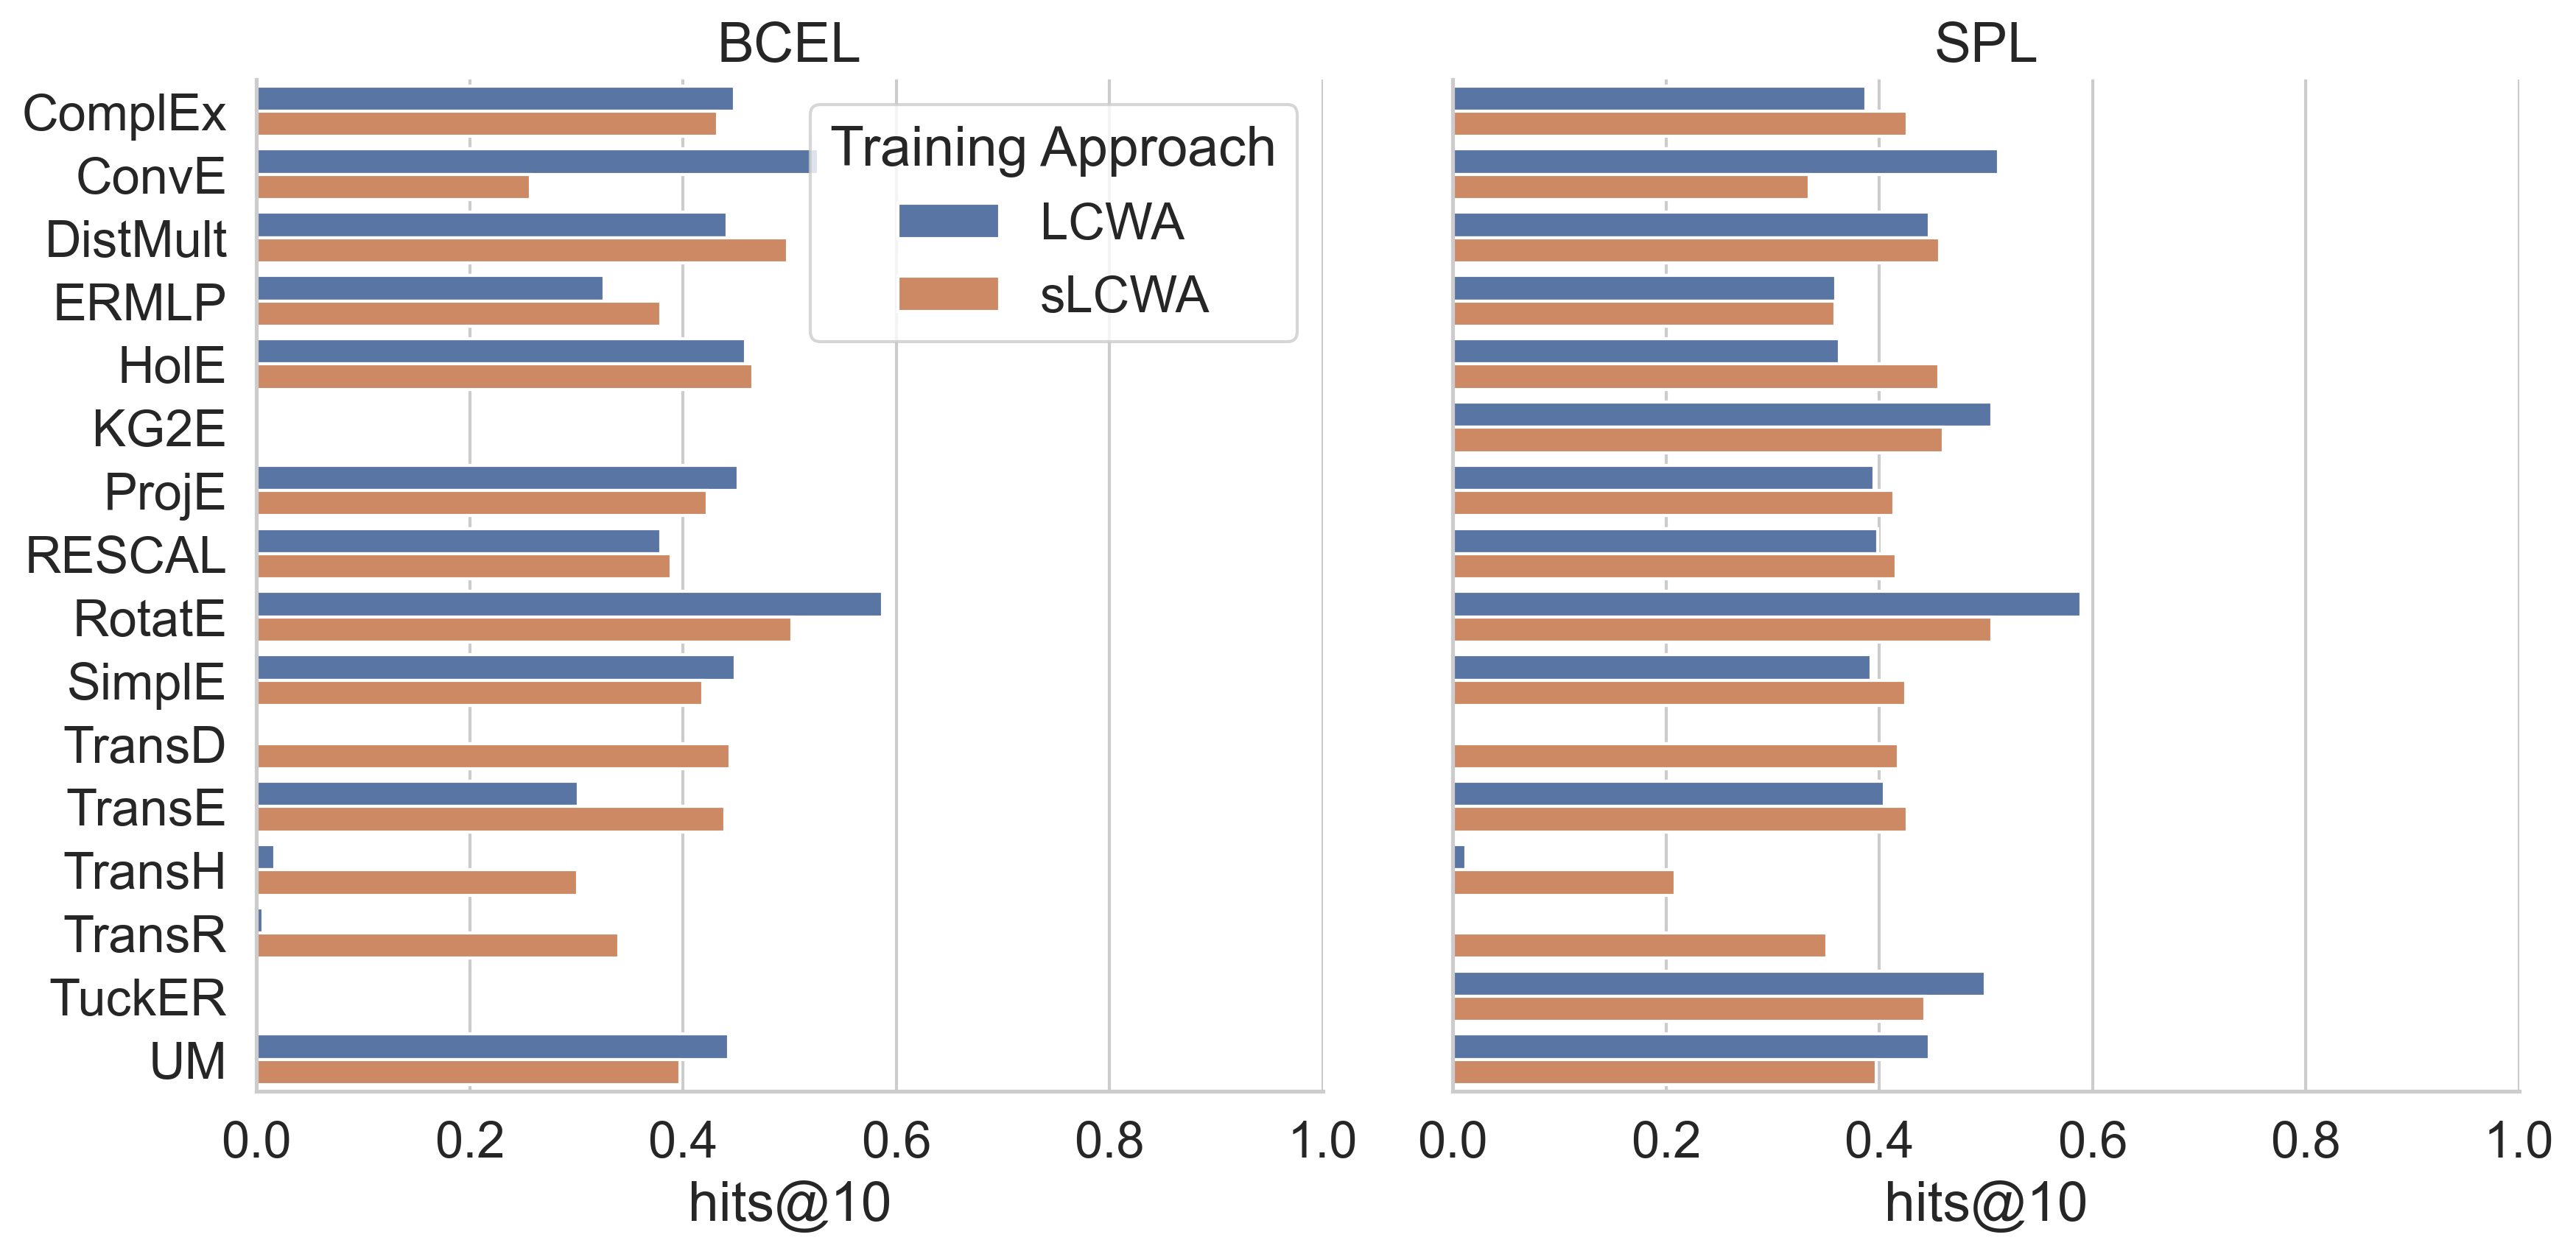 BCEL
SPL
ComplEx
ConvE
DistMult
ERMLP
HolE
KG2E
ProjE
RESCAL
RotatE
SimplE
TransD
TransE
TransH
TransR
TuckER
UM
Training Approach
LCWA
sLCWA
0.0 0.2 0.4 0.6 0.8 1.0
hits@10
0.0 0.2 0.4 0.6 0.8 1.0
hits@10